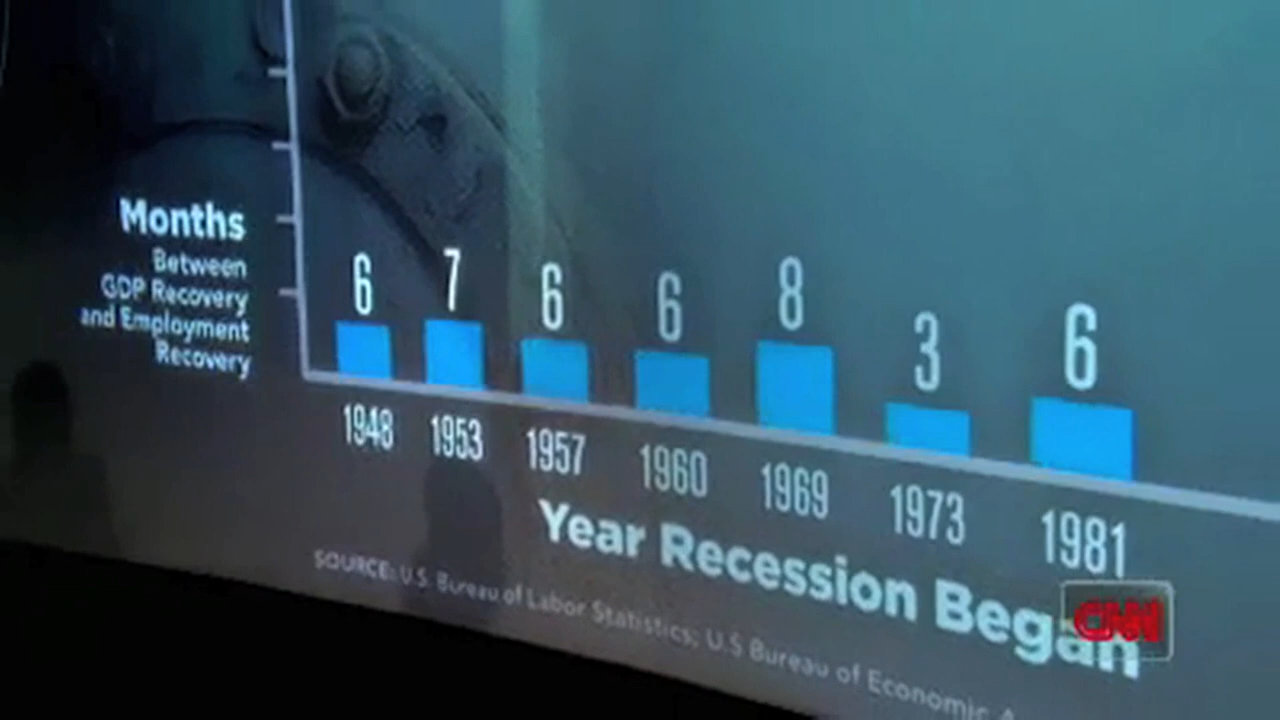 Months
Between
GDP Recovery
and Employment
Recovery
6 7 6 6 8 3 6
1948 1953 1957 1960 1969 1973 1981
Year Recession Began
SOURCE: U.S. Bureau of Labor Statistics; U.S Bureau of Economic
CNN